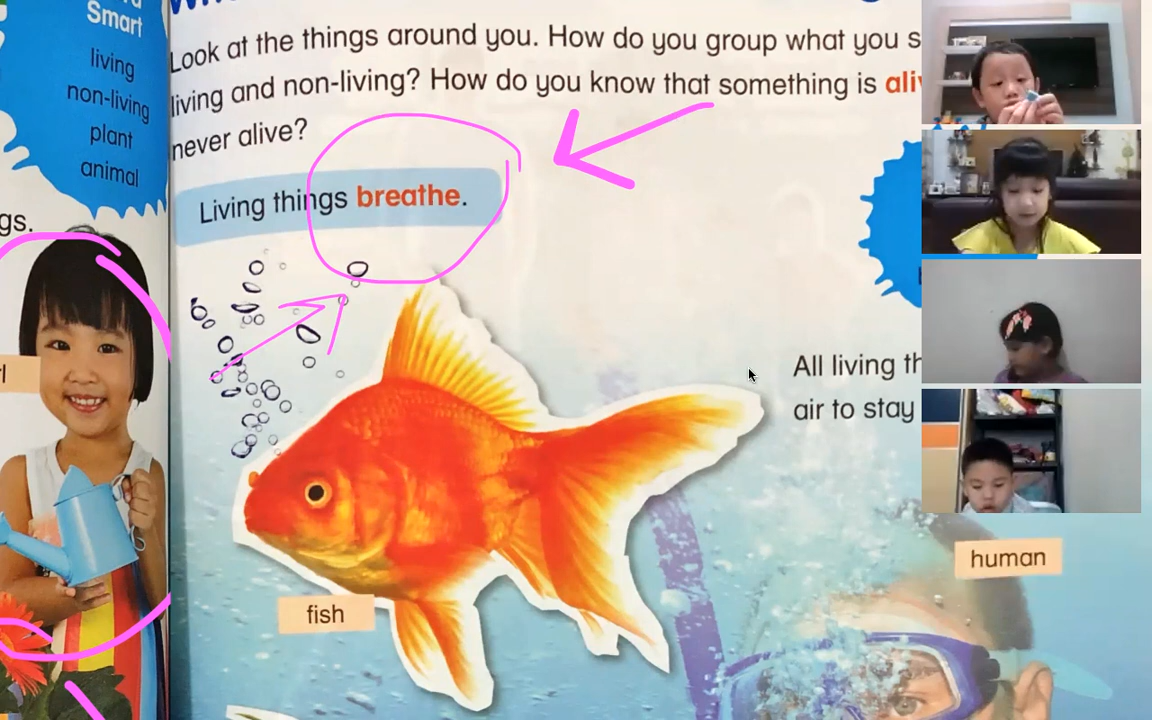 Smart
living
non-living
plant
animal
gs.
Look at the things around you. How do you group what you s
living and non-living? How do you know that something is aliv
never alive?
Living things breathe.
All living th
air to stay
fish
human